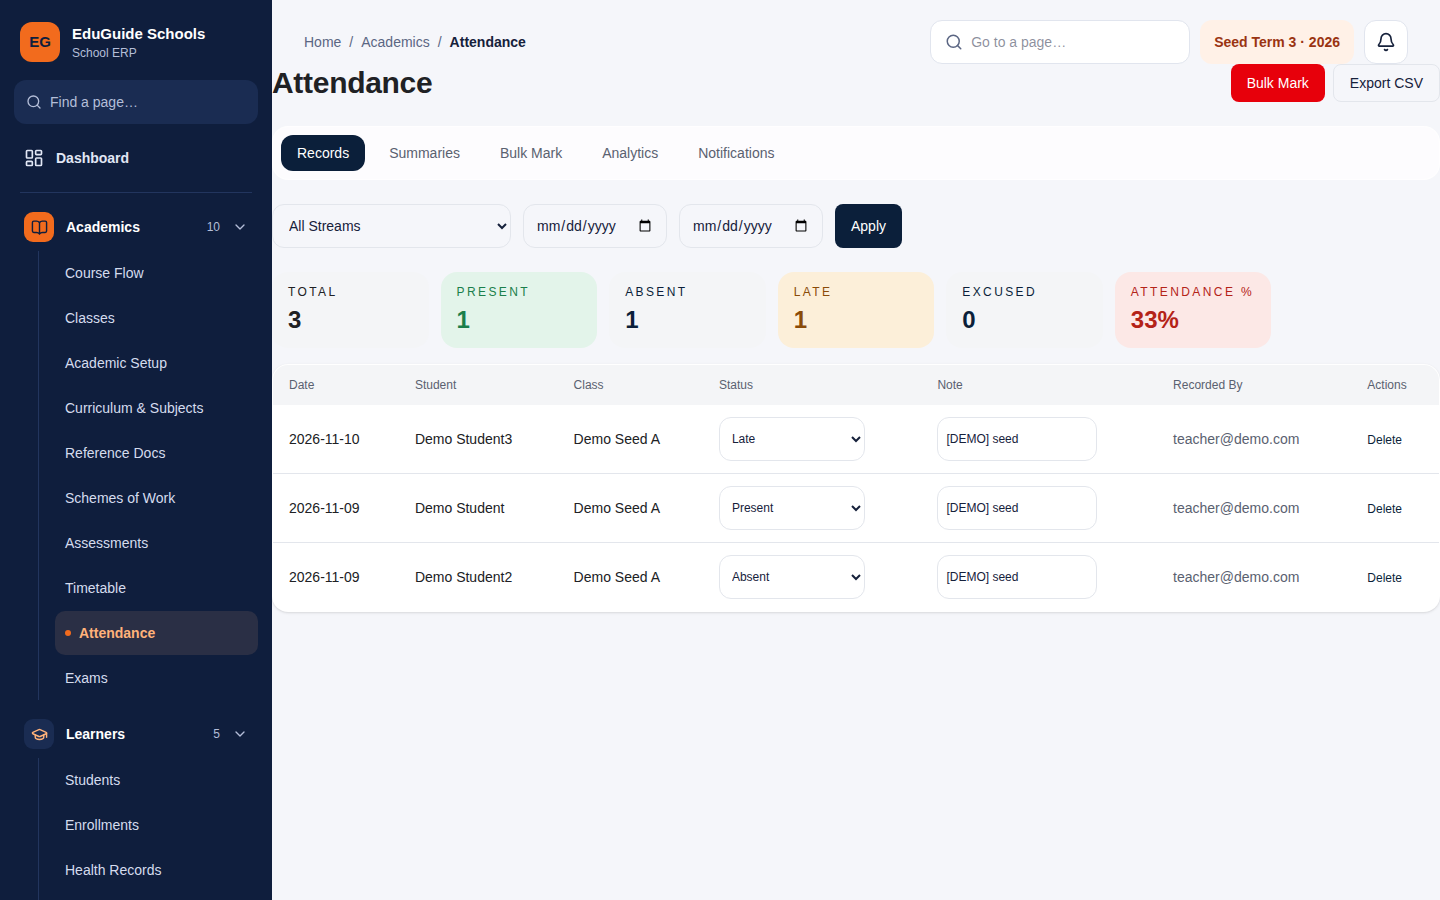 EG
EduGuide Schools
School ERP
Find a page…
Dashboard
Academics 10
Course Flow
Classes
Academic Setup
Curriculum & Subjects
Reference Docs
Schemes of Work
Assessments
Timetable
Attendance
Exams
Learners 5
Students
Enrollments
Health Records
Home / Academics / Attendance
Go to a page…
Seed Term 3 · 2026
Attendance
Bulk Mark
Export CSV
Records Summaries Bulk Mark Analytics Notifications
All Streams mm/dd/yyyy mm/dd/yyyy Apply
TOTAL PRESENT ABSENT LATE EXCUSED ATTENDANCE %
3 1 1 1 0 33%
Date Student Class Status Note Recorded By Actions
2026-11-10 Demo Student3 Demo Seed A Late [DEMO] seed teacher@demo.com Delete
2026-11-09 Demo Student Demo Seed A Present [DEMO] seed teacher@demo.com Delete
2026-11-09 Demo Student2 Demo Seed A Absent [DEMO] seed teacher@demo.com Delete